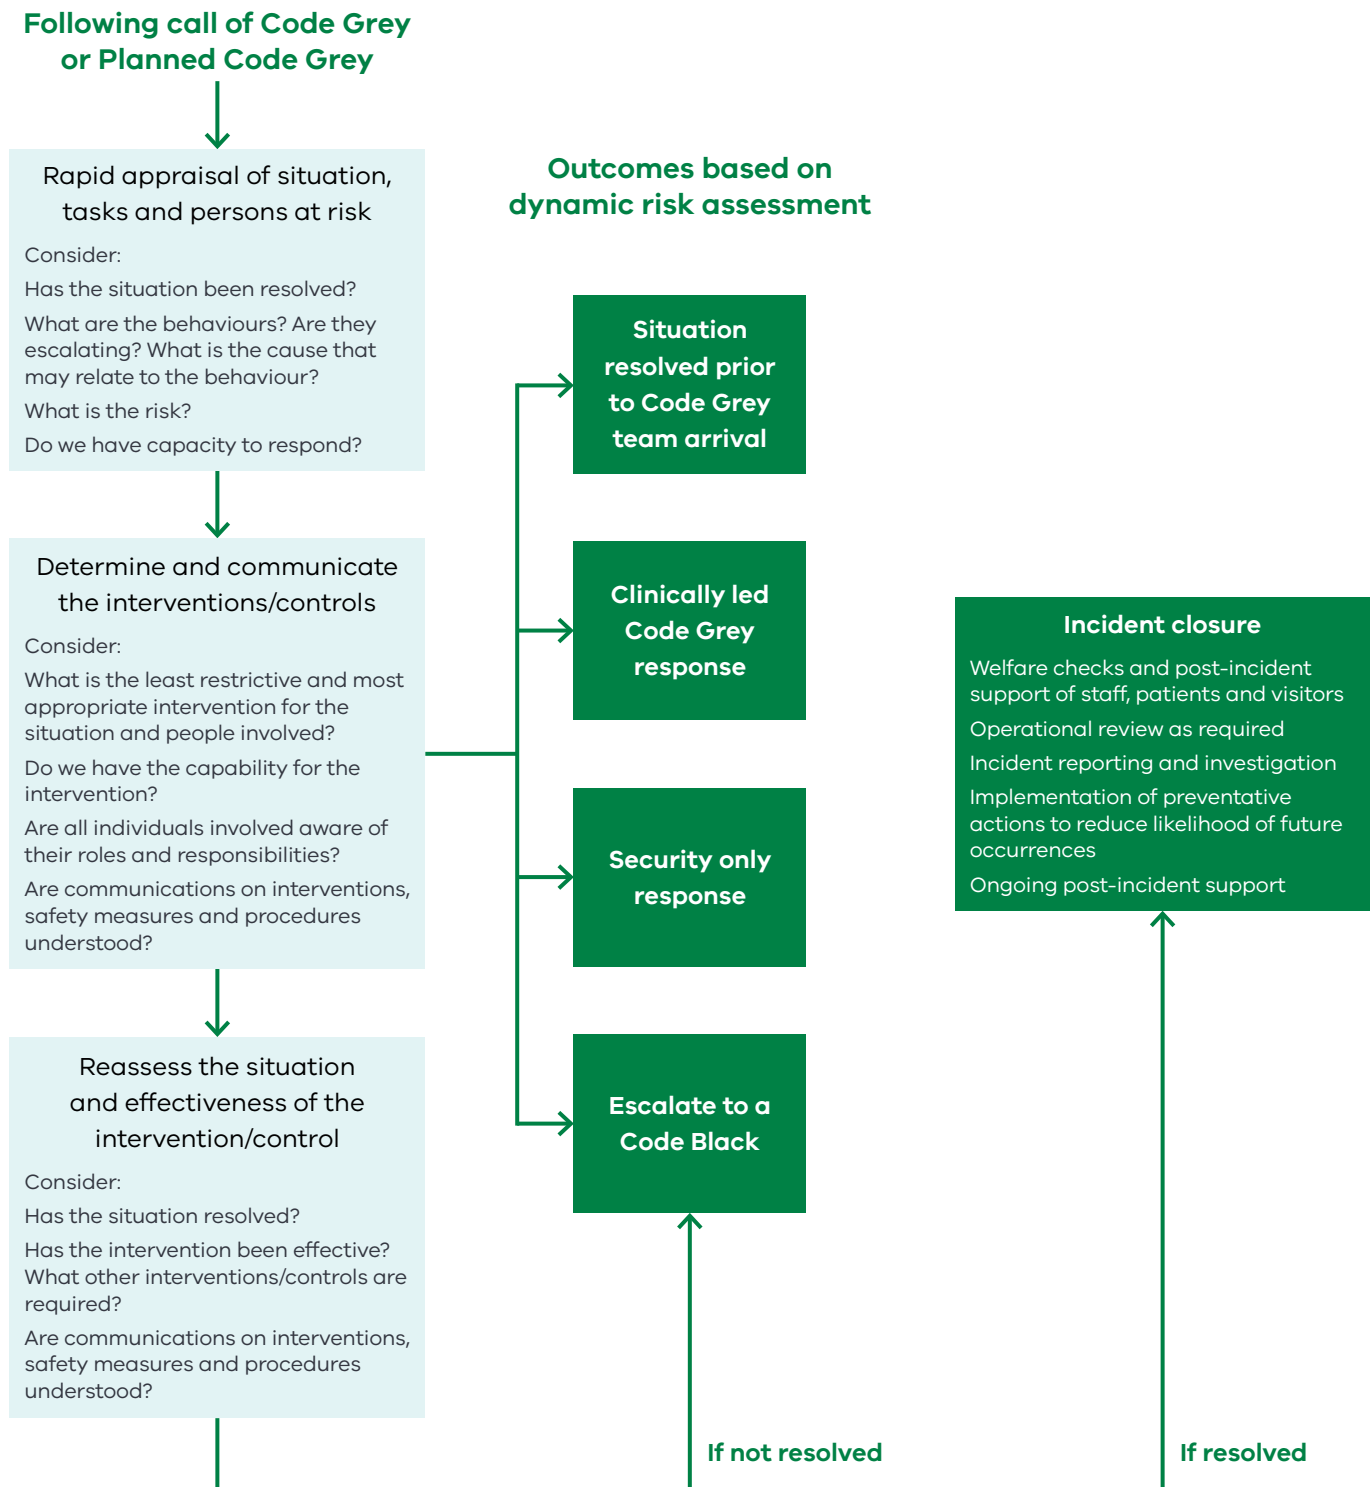 Following call of Code Grey
or Planned Code Grey
Rapid appraisal of situation,
tasks and persons at risk
Consider:
Has the situation been resolved?
What are the behaviours? Are they
escalating? What is the cause that
may relate to the behaviour?
What is the risk?
Do we have capacity to respond?
Determine and communicate
the interventions/controls
Consider:
What is the least restrictive and most
appropriate intervention for the
situation and people involved?
Do we have the capability for the
intervention?
Are all individuals involved aware of
their roles and responsibilities?
Are communications on interventions,
safety measures and procedures
understood?
Reassess the situation
and effectiveness of the
intervention/control
Consider:
Has the situation resolved?
Has the intervention been effective?
What other interventions/controls are
required?
Are communications on interventions,
safety measures and procedures
understood?
Outcomes based on
dynamic risk assessment
Situation
resolved prior
to Code Grey
team arrival
Clinically led
Code Grey
response
Security only
response
Escalate to a
Code Black
If not resolved
Incident closure
Welfare checks and post-incident
support of staff, patients and visitors
Operational review as required
Incident reporting and investigation
Implementation of preventative
actions to reduce likelihood of future
occurrences
Ongoing post-incident support
If resolved